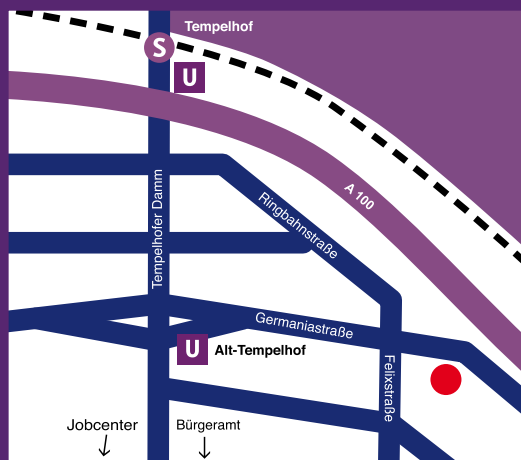 Tempelhof
S
U
A 100
Tempelhofer Damm
Ringbahnstraße
Germaniastraße
U
Alt-Tempelhof
Felixstraße
Jobcenter
Bürgeramt